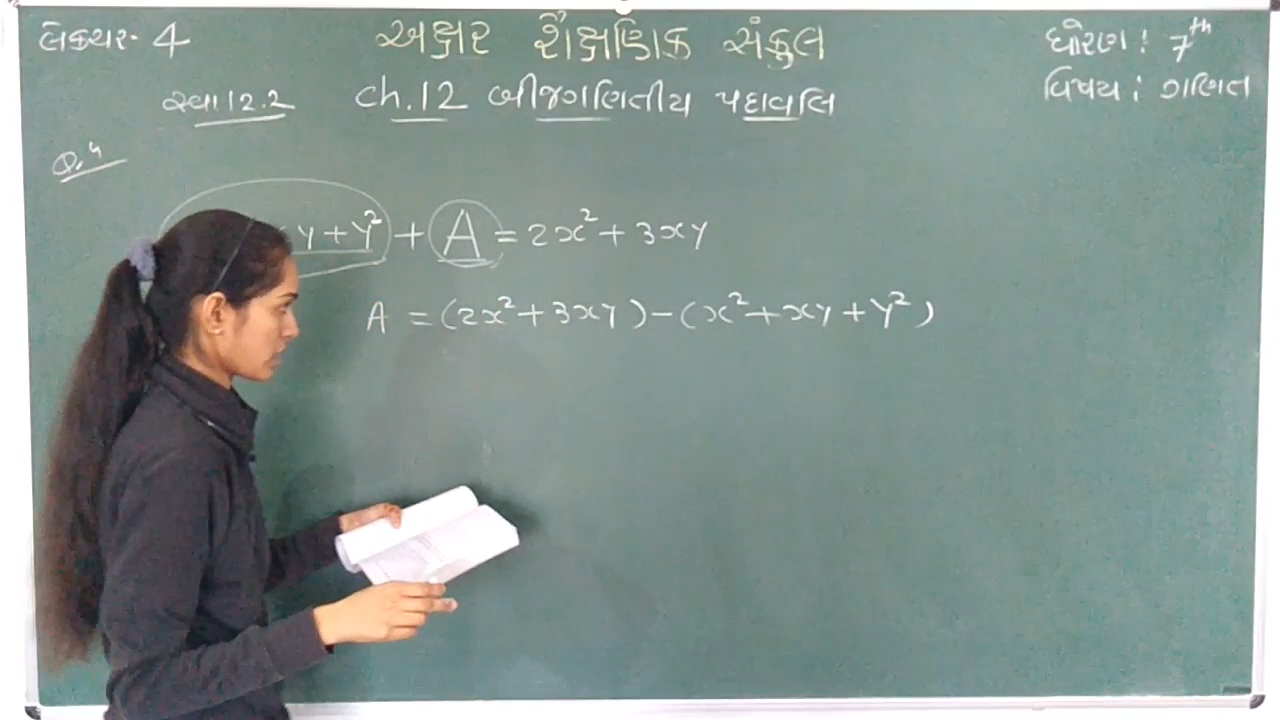 લેક્ચર- 4
અક્ષર શૈક્ષણિક સંકુલ
ધોરણ : 7th
સ્વા 12.2
ch.12 બીજગણિતીય પદાવલિ
વિષય : ગણિત
Q. 4
y + y² + A = 2x² + 3xy
A = (2x² + 3xy) - (x² + xy + y²)